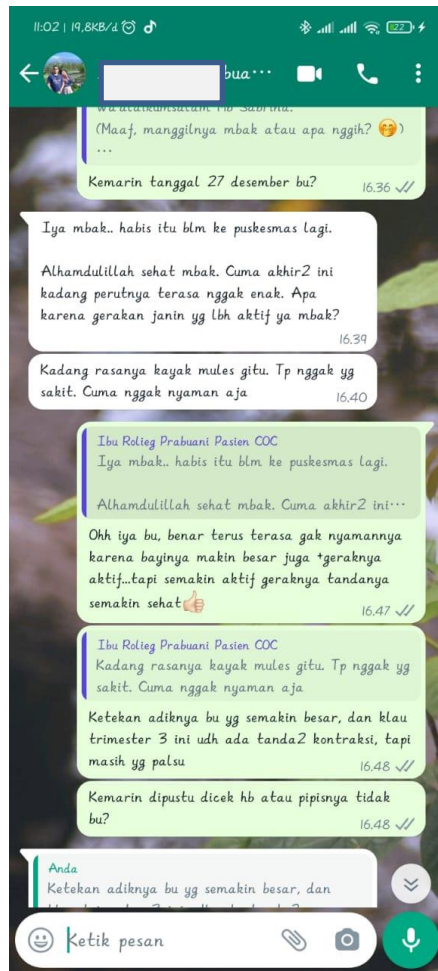 11:02 | 19,8KB/d
822
bua...
Wa'alaikumsalam Mb Sabrina.
(Maaf, manggilnya mbak atau apa nggih? 🤭)
...
Kemarin tanggal 27 desember bu?
16.36
Iya mbak.. habis itu blm ke puskesmas lagi.
Alhamdulillah sehat mbak. Cuma akhir2 ini
kadang perutnya terasa nggak enak. Apa
karena gerakan janin yg lbh aktif ya mbak?
16.39
Kadang rasanya kayak mules gitu. Tp nggak yg
sakit. Cuma nggak nyaman aja
16.40
Ibu Rolieg Prabuani Pasien COC
Iya mbak.. habis itu blm ke puskesmas lagi.
Alhamdulillah sehat mbak. Cuma akhir2 ini...
Ohh iya bu, benar terus terasa gak nyamannya
karena bayinya makin besar juga +geraknya
aktif...tapi semakin aktif geraknya tandanya
semakin sehat👍🏻
16.47
Ibu Rolieg Prabuani Pasien COC
Kadang rasanya kayak mules gitu. Tp nggak yg
sakit. Cuma nggak nyaman aja
Ketekan adiknya bu yg semakin besar, dan klau
trimester 3 ini udh ada tanda2 kontraksi, tapi
masih yg palsu
16.48
Kemarin dipustu dicek hb atau pipisnya tidak
bu?
16.48
Anda
Ketekan adiknya bu yg semakin besar, dan
Ketik pesan